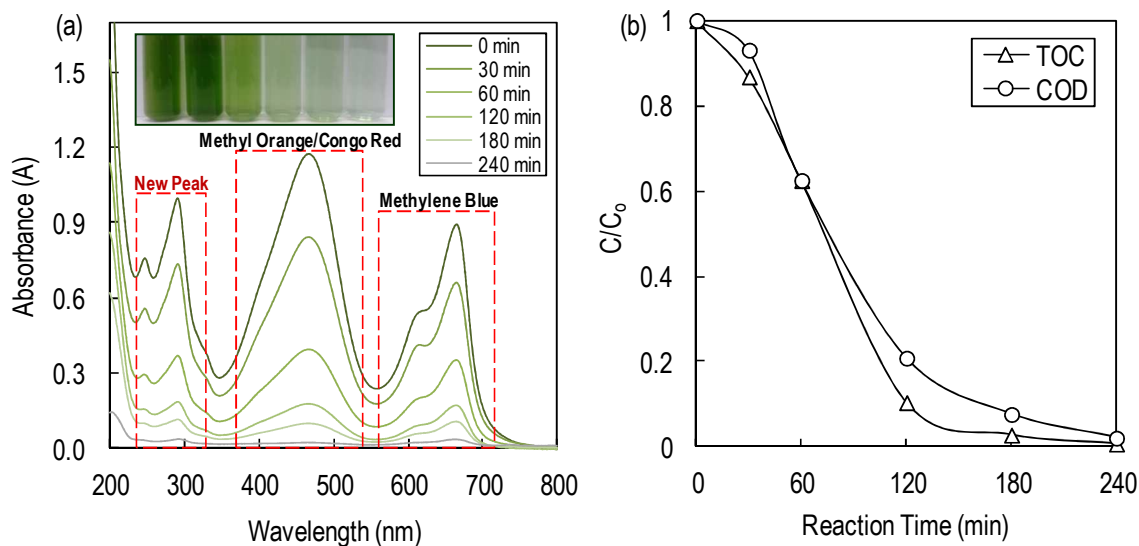 (a)
0 min
30 min
60 min
120 min
180 min
240 min
Methyl Orange/Congo Red
New Peak
Methylene Blue
Absorbance (A)
1.5
1.2
0.9
0.6
0.3
0.0
200 300 400 500 600 700 800
Wavelength (nm)
(b)
TOC
COD
C/Co
1
0.8
0.6
0.4
0.2
0
0 60 120 180 240
Reaction Time (min)